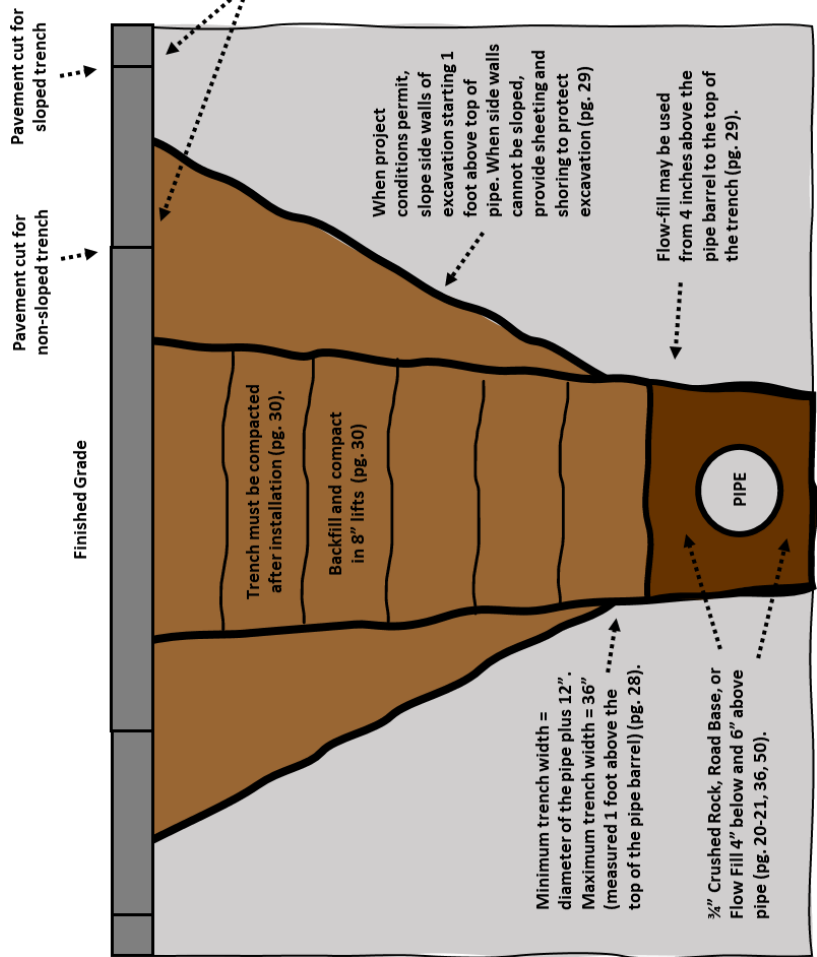 Pavement cut for
sloped trench
Pavement cut for
non-sloped trench
Finished Grade
When project
conditions permit,
slope side walls of
excavation starting 1
foot above top of
pipe. When side walls
cannot be sloped,
provide sheeting and
shoring to protect
excavation (pg. 29)
Trench must be compacted
after installation (pg. 30).
Backfill and compact
in 8” lifts (pg. 30)
Flow-fill may be used
from 4 inches above the
pipe barrel to the top of
the trench (pg. 29).
Minimum trench width =
diameter of the pipe plus 12”.
Maximum trench width = 36”
(measured 1 foot above the
top of the pipe barrel) (pg. 28).
PIPE
¾” Crushed Rock, Road Base, or
Flow Fill 4” below and 6” above
pipe (pg. 20-21, 36, 50).